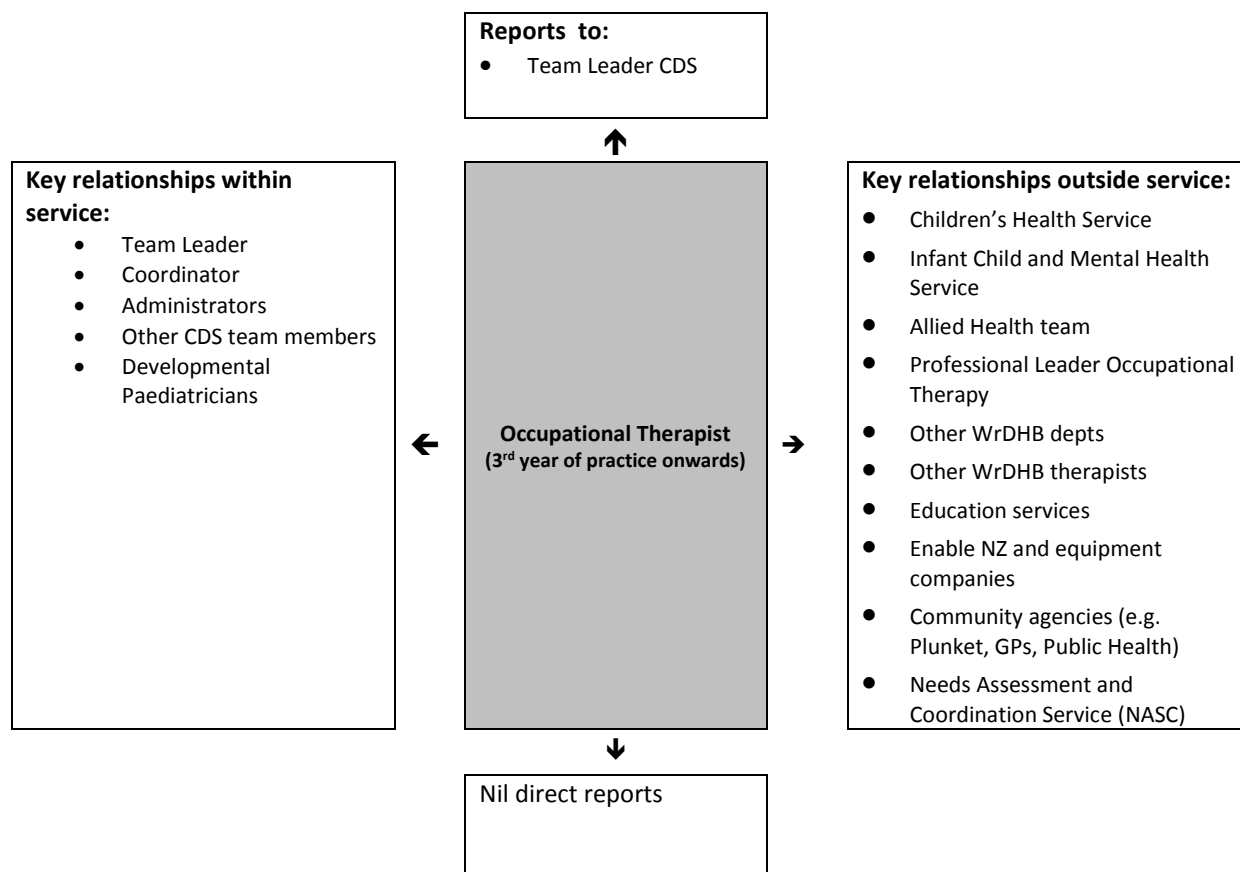 Reports to:
• Team Leader CDS
Key relationships within
service:
• Team Leader
• Coordinator
• Administrators
• Other CDS team members
• Developmental
Paediatricians
Occupational Therapist
(3rd year of practice onwards)
Key relationships outside service:
• Children’s Health Service
• Infant Child and Mental Health
Service
• Allied Health team
• Professional Leader Occupational
Therapy
• Other WrDHB depts
• Other WrDHB therapists
• Education services
• Enable NZ and equipment
companies
• Community agencies (e.g.
Plunket, GPs, Public Health)
• Needs Assessment and
Coordination Service (NASC)
Nil direct reports